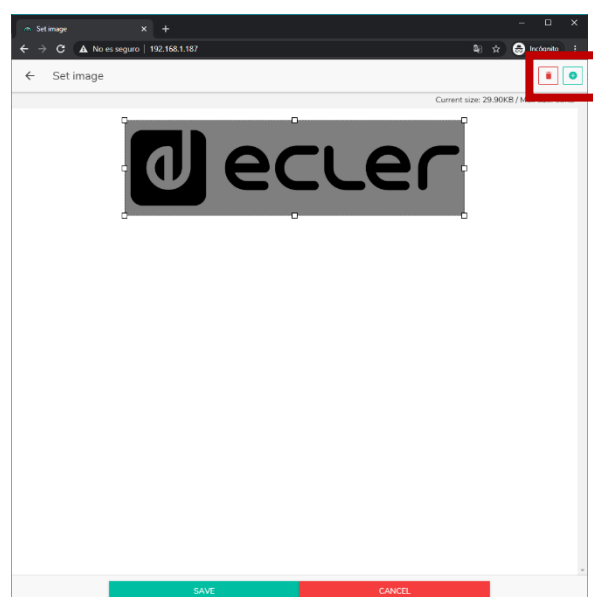 Set image
No es seguro | 192.168.1.187
Incógnito
Set image
Current size: 29.90KB /
ecler
SAVE
CANCEL